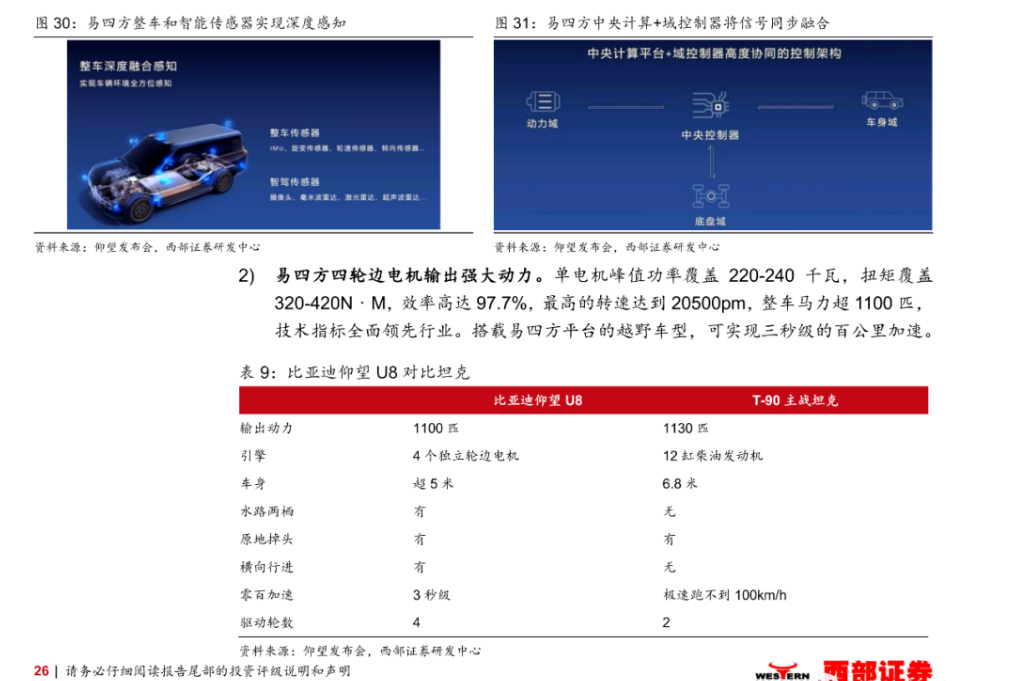 图 30：易四方整车和智能传感器实现深度感知
整车深度融合感知
实现车辆环境全方位感知
整车传感器
IMU、旋变传感器、轮速传感器、转向传感器...
智驾传感器
摄像头、毫米波雷达、激光雷达、超声波雷达...
资料来源：仰望发布会，西部证券研发中心
图 31：易四方中央计算+域控制器将信号同步融合
中央计算平台+域控制器高度协同的控制架构
动力域
中央控制器
车身域
底盘域
资料来源：仰望发布会，西部证券研发中心
2) 易四方四轮边电机输出强大动力。单电机峰值功率覆盖 220-240 千瓦，扭矩覆盖
320-420N · M，效率高达 97.7%，最高的转速达到 20500pm，整车马力超 1100 匹，
技术指标全面领先行业。搭载易四方平台的越野车型，可实现三秒级的百公里加速。
表 9：比亚迪仰望 U8 对比坦克
比亚迪仰望 U8 T-90 主战坦克
输出动力 1100 匹 1130 匹
引擎 4 个独立轮边电机 12 缸柴油发动机
车身 超 5 米 6.8 米
水路两栖 有 无
原地掉头 有 有
横向行进 有 无
零百加速 3 秒级 极速跑不到 100km/h
驱动轮数 4 2
资料来源：仰望发布会，西部证券研发中心
26 | 请务必仔细阅读报告尾部的投资评级说明和声明
WESTERN 西部证券